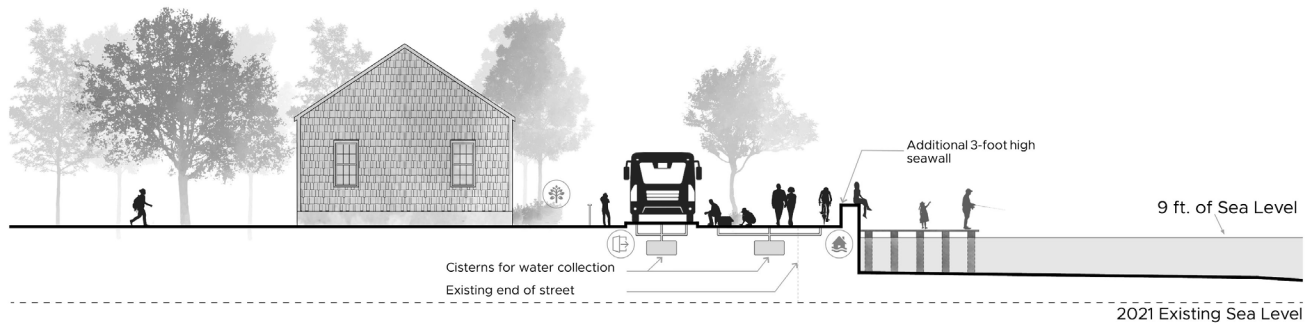 Additional 3-foot high
seawall
9 ft. of Sea Level
Cisterns for water collection
Existing end of street
2021 Existing Sea Level